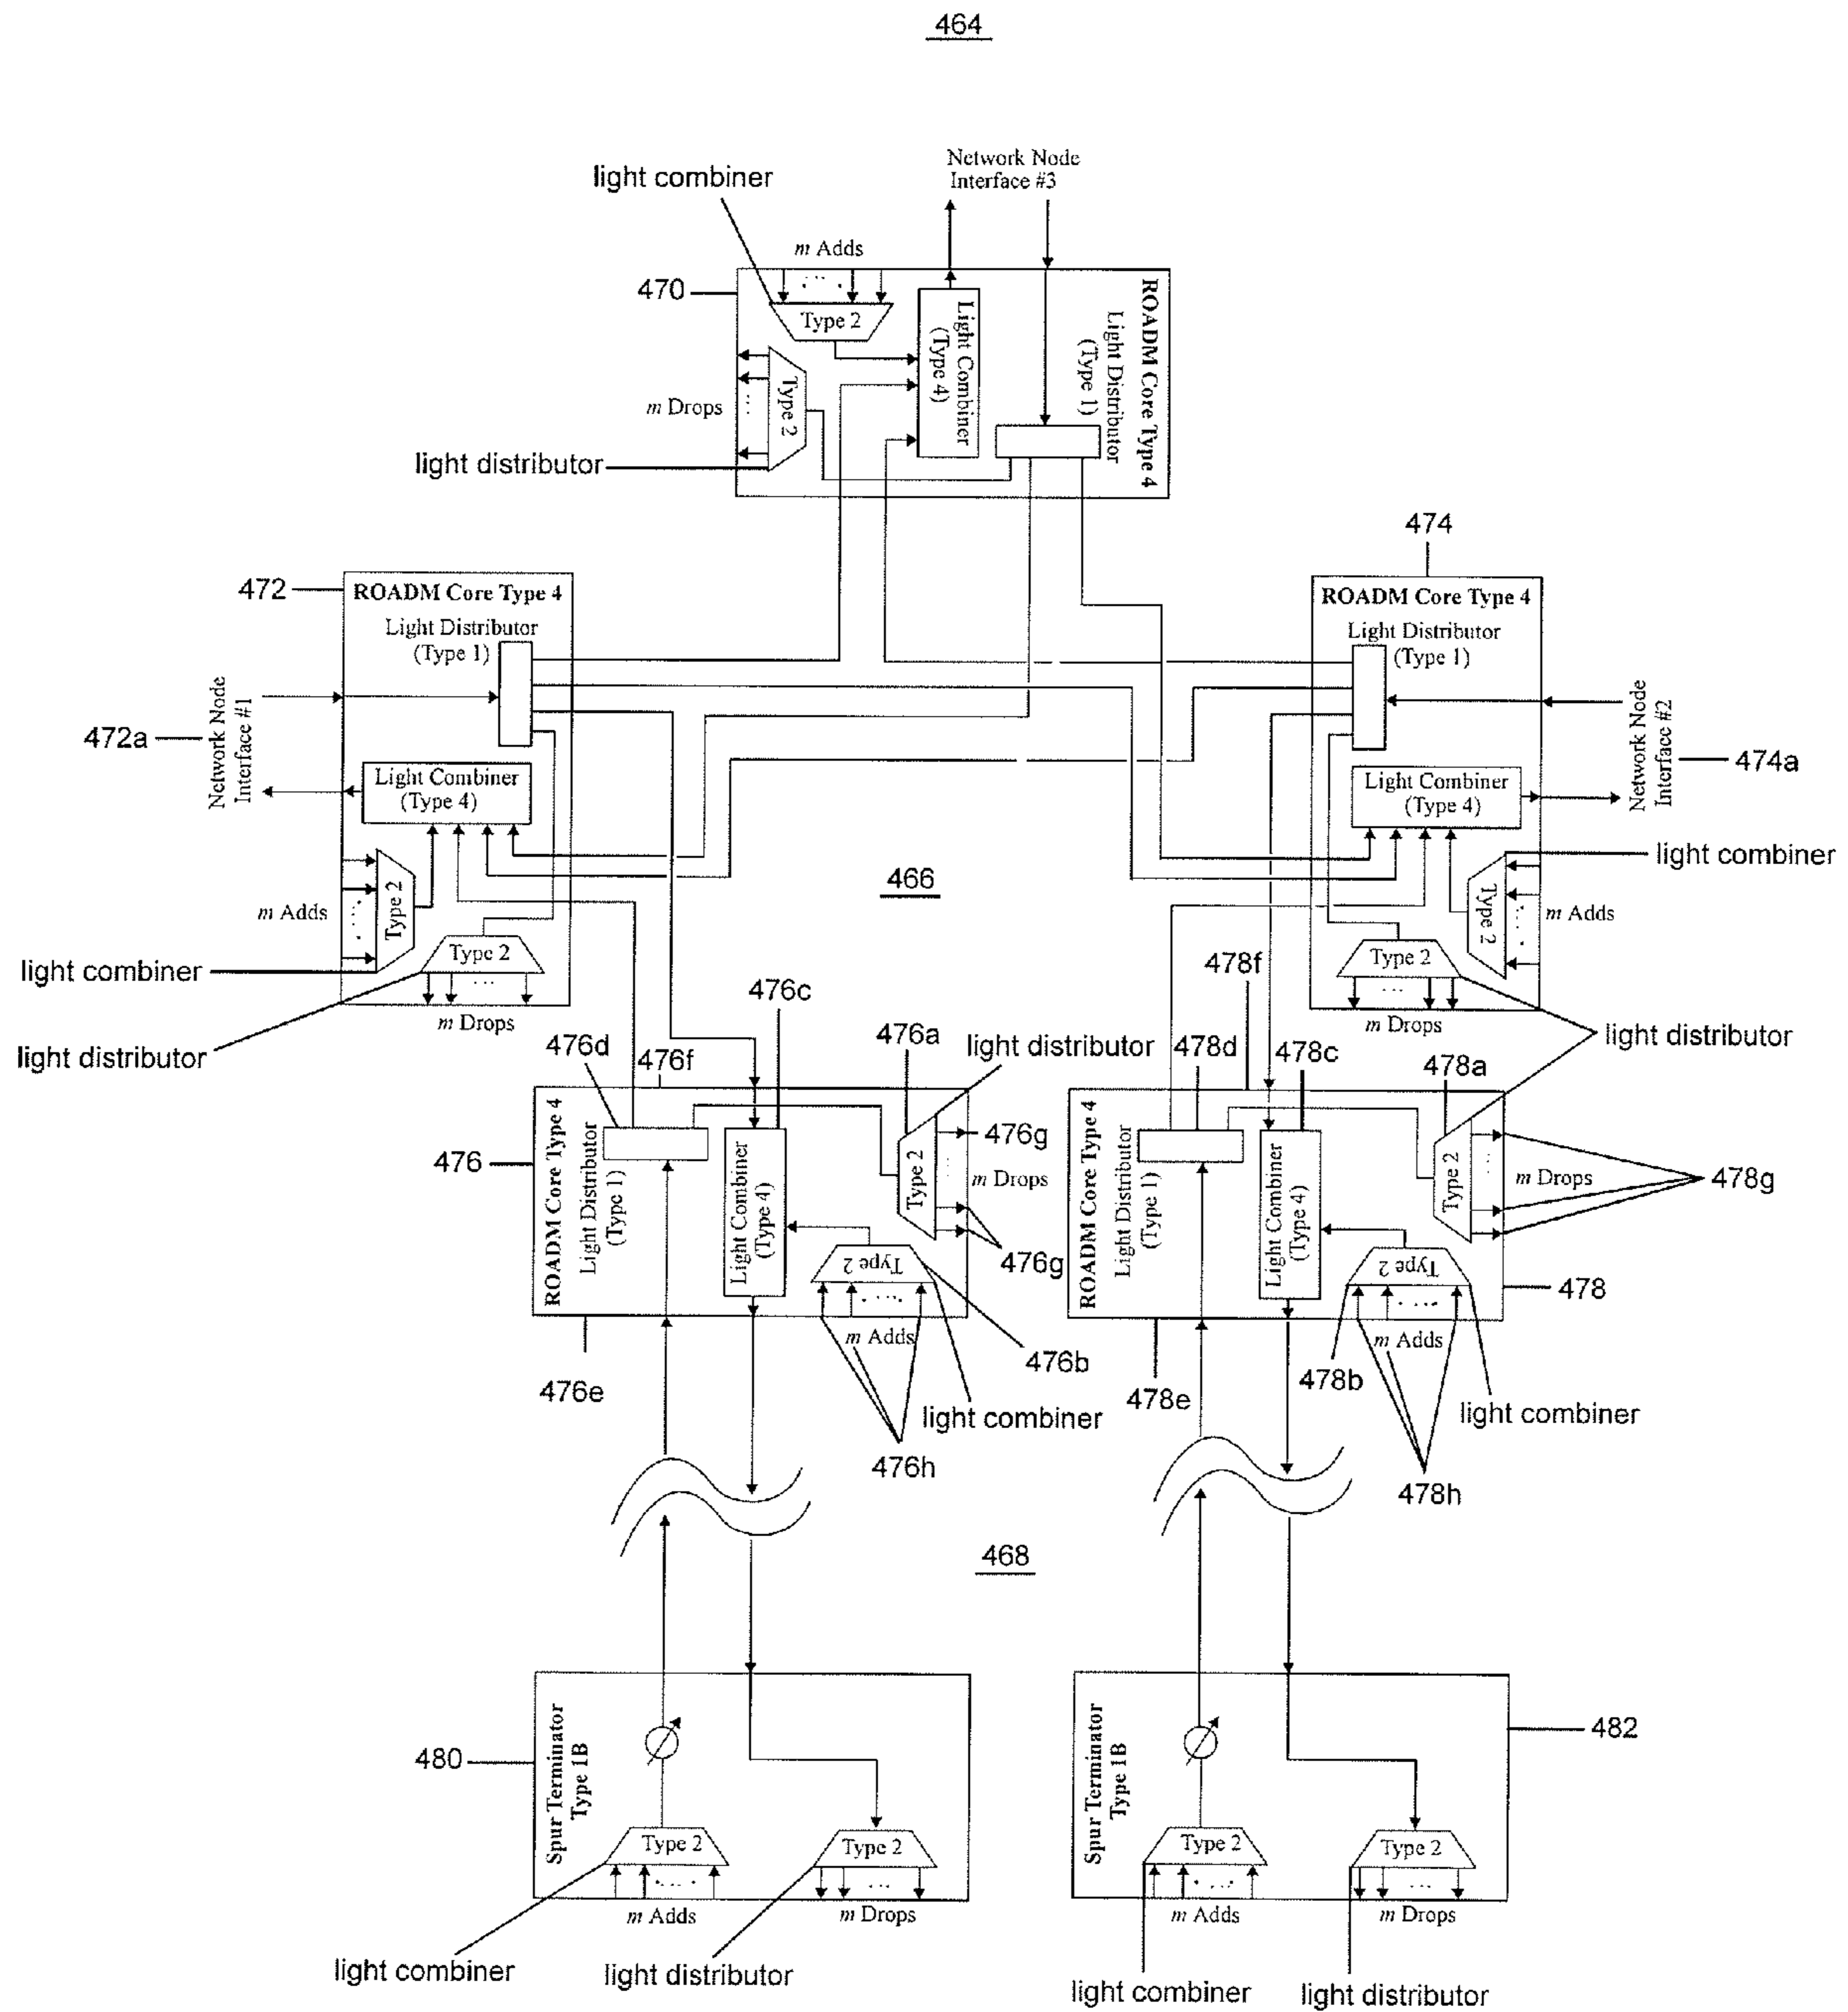 464
Network Node
Interface #3
light combiner
m Adds
470
Type 2
Light Combiner
(Type 4)
Light Distributor
(Type 1)
ROADM Core Type 4
m Drops
Type 2
light distributor
472
ROADM Core Type 4
Light Distributor
(Type 1)
472a
Network Node
Interface #1
Light Combiner
(Type 4)
m Adds
Type 2
Type 2
light combiner
m Drops
light distributor
474
ROADM Core Type 4
Light Distributor
(Type 1)
Network Node
Interface #2
474a
Light Combiner
(Type 4)
light combiner
Type 2
m Adds
Type 2
m Drops
light distributor
466
476d
476f
476c
476a
light distributor
476
ROADM Core Type 4
Light Distributor
(Type 1)
Light Combiner
(Type 4)
Type 2
476g
m Drops
476g
Type 2
m Adds
476b
476e
light combiner
476h
478f
478d
478c
478a
ROADM Core Type 4
Light Distributor
(Type 1)
Light Combiner
(Type 4)
Type 2
m Drops
478g
Type 2
478
m Adds
478b
478e
light combiner
478h
468
480
Spur Terminator
Type 1B
Type 2
Type 2
m Adds
m Drops
light combiner
light distributor
482
Spur Terminator
Type 1B
Type 2
Type 2
m Adds
m Drops
light combiner
light distributor